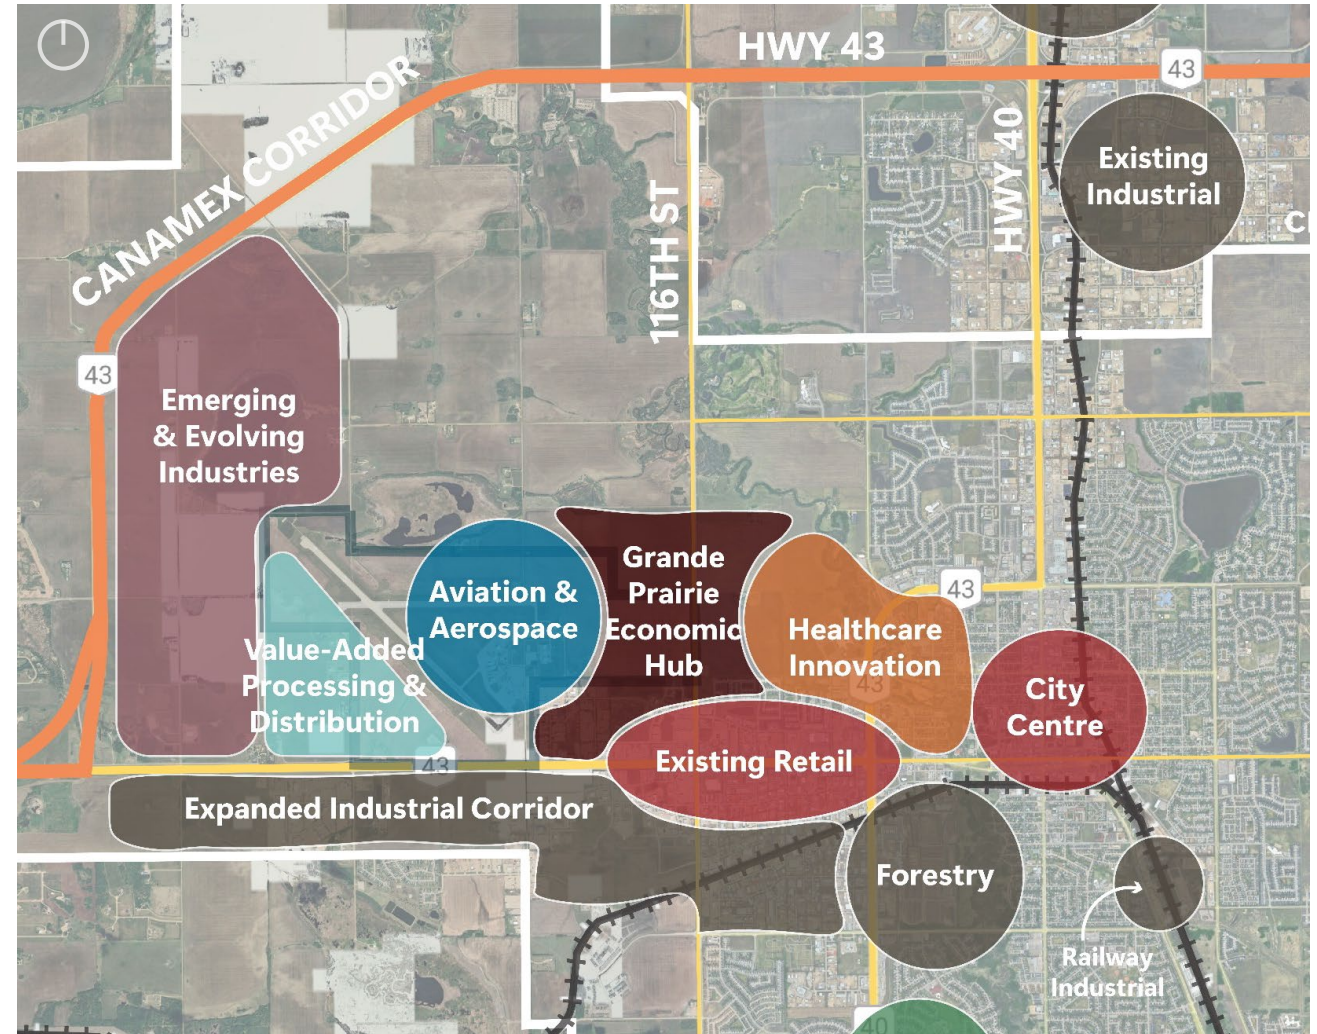 HWY 43
43
CANAMEX CORRIDOR
HWY 40
116TH ST
Existing
Industrial
43
Emerging
& Evolving
Industries
Value-Added
Processing &
Distribution
Aviation &
Aerospace
Grande
Prairie
Economic
Hub
43
Healthcare
Innovation
43
City
Centre
Existing Retail
43
Expanded Industrial Corridor
Forestry
Railway
Industrial
40